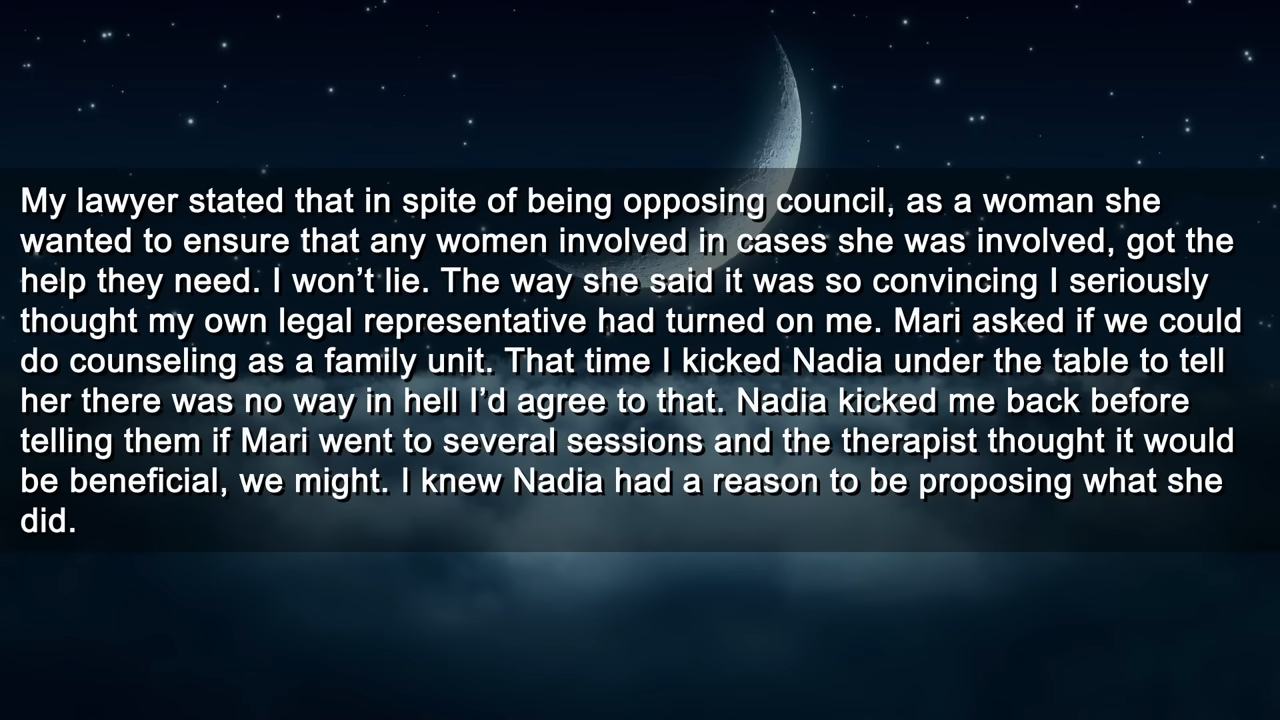 My lawyer stated that in spite of being opposing council, as a woman she
wanted to ensure that any women involved in cases she was involved, got the
help they need. I won’t lie. The way she said it was so convincing I seriously
thought my own legal representative had turned on me. Mari asked if we could
do counseling as a family unit. That time I kicked Nadia under the table to tell
her there was no way in hell I’d agree to that. Nadia kicked me back before
telling them if Mari went to several sessions and the therapist thought it would
be beneficial, we might. I knew Nadia had a reason to be proposing what she
did.